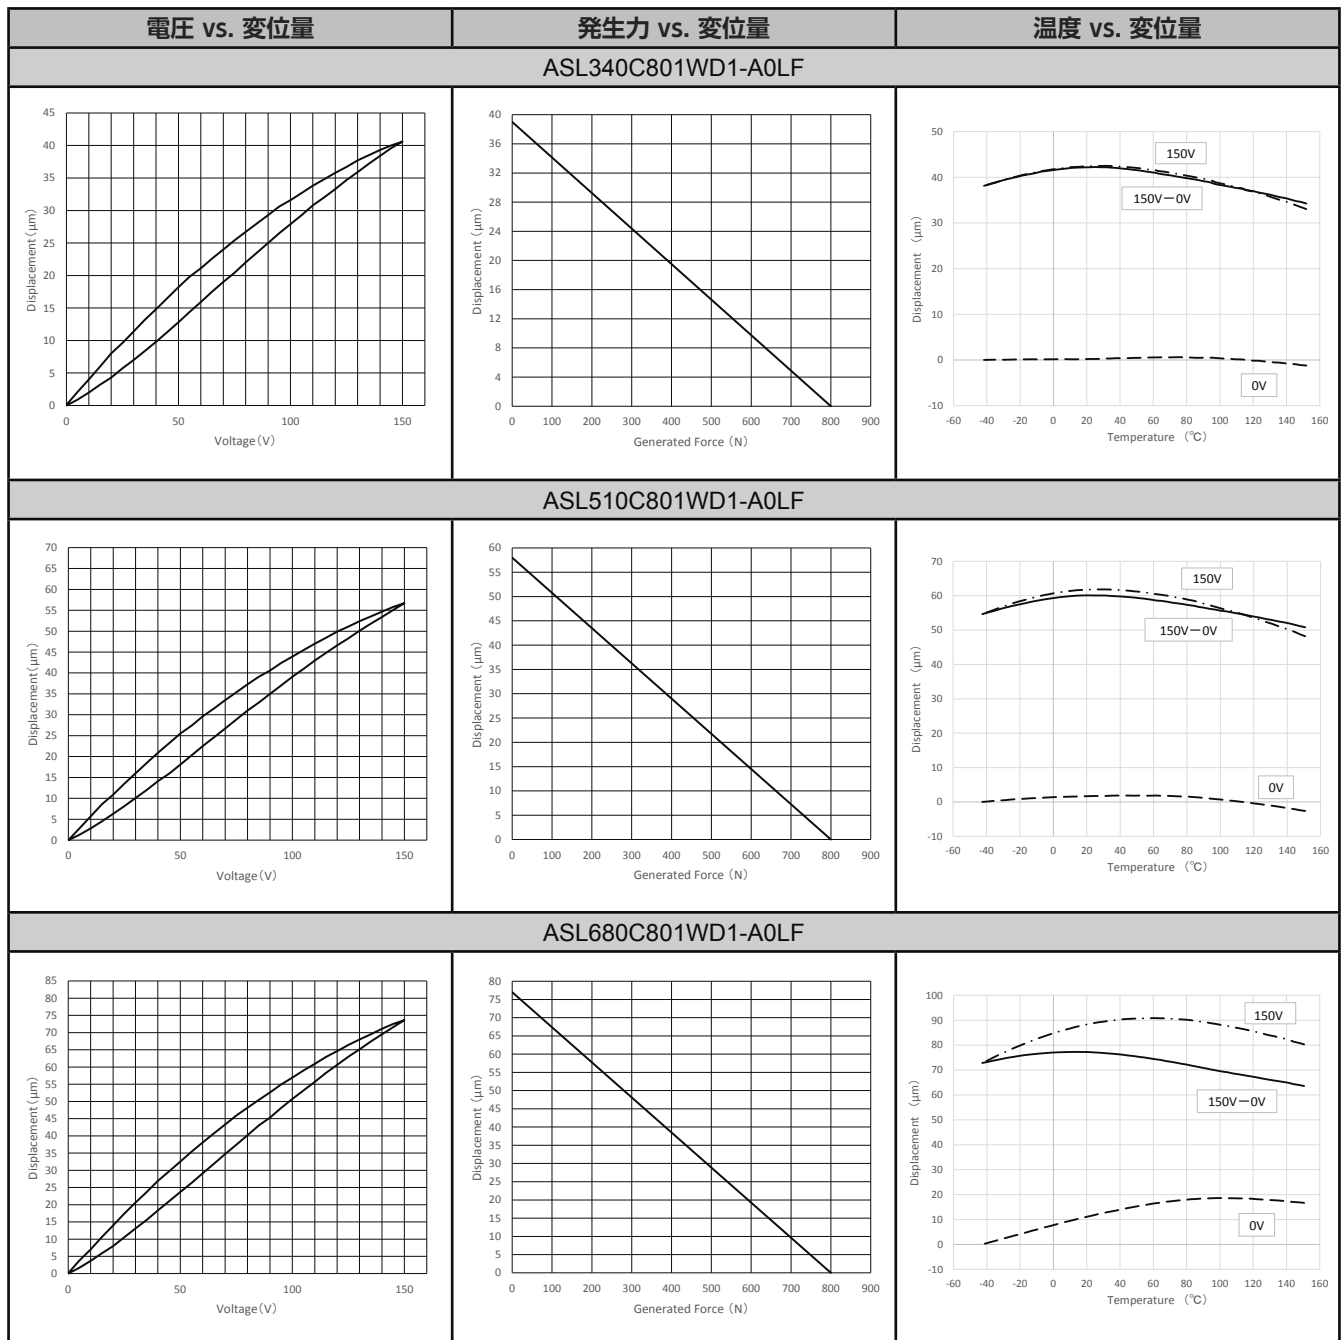 電圧 vs. 変位量
発生力 vs. 変位量
温度 vs. 変位量
ASL340C801WD1-A0LF
45
40
35
30
25
20
15
10
5
0
0 50 100 150
Displacement(μm)
Voltage(V)
40
36
32
28
24
20
16
12
8
4
0
0 100 200 300 400 500 600 700 800 900
Displacement(μm)
Generated Force (N)
50
40
30
20
10
0
-10
-60 -40 -20 0 20 40 60 80 100 120 140 160
Displacement (μm)
Temperature (℃)
150V
150V－0V
0V
ASL510C801WD1-A0LF
70
65
60
55
50
45
40
35
30
25
20
15
10
5
0
0 50 100 150
Displacement(μm)
Voltage(V)
60
55
50
45
40
35
30
25
20
15
10
5
0
0 100 200 300 400 500 600 700 800 900
Displacement(μm)
Generated Force (N)
70
60
50
40
30
20
10
0
-10
-60 -40 -20 0 20 40 60 80 100 120 140 160
Displacement (μm)
Temperature (℃)
150V
150V－0V
0V
ASL680C801WD1-A0LF
85
80
75
70
65
60
55
50
45
40
35
30
25
20
15
10
5
0
0 50 100 150
Displacement(μm)
Voltage(V)
80
75
70
65
60
55
50
45
40
35
30
25
20
15
10
5
0
0 100 200 300 400 500 600 700 800 900
Displacement(μm)
Generated Force (N)
100
90
80
70
60
50
40
30
20
10
0
-10
-60 -40 -20 0 20 40 60 80 100 120 140 160
Displacement (μm)
Temperature (℃)
150V
150V－0V
0V